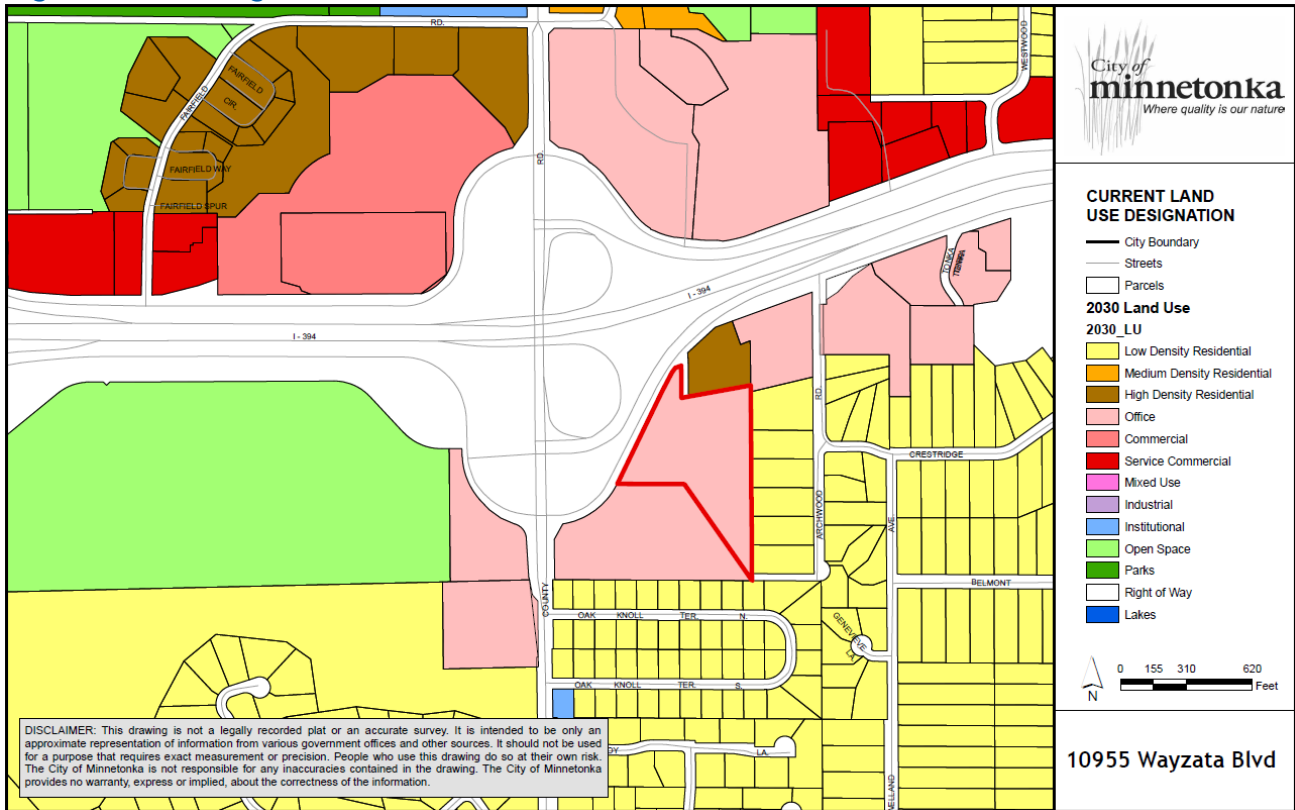 RD.
WESTWOOD
FAIRFIELD
CIR.
FAIRFIELD
FAIRFIELD WAY
FAIRFIELD SPUR
RD.
TONKA
I - 394
I - 394
RD.
CRESTRIDGE
ARCHWOOD
AVE.
BELMONT
COUNTY
OAK KNOLL TER. N.
GENEVIEVE
LA.
OAK KNOLL TER. S.
LA.
DISCLAIMER: This drawing is not a legally recorded plat or an accurate survey. It is intended to be only an
approximate representation of information from various government offices and other sources. It should not be used
for a purpose that requires exact measurement or precision. People who use this drawing do so at their own risk.
The City of Minnetonka is not responsible for any inaccuracies contained in the drawing. The City of Minnetonka
provides no warranty, express or implied, about the correctness of the information.
City of
minnetonka
Where quality is our nature
CURRENT LAND
USE DESIGNATION
City Boundary
Streets
Parcels
2030 Land Use
2030_LU
Low Density Residential
Medium Density Residential
High Density Residential
Office
Commercial
Service Commercial
Mixed Use
Industrial
Institutional
Open Space
Parks
Right of Way
Lakes
N
0 155 310 620
Feet
10955 Wayzata Blvd